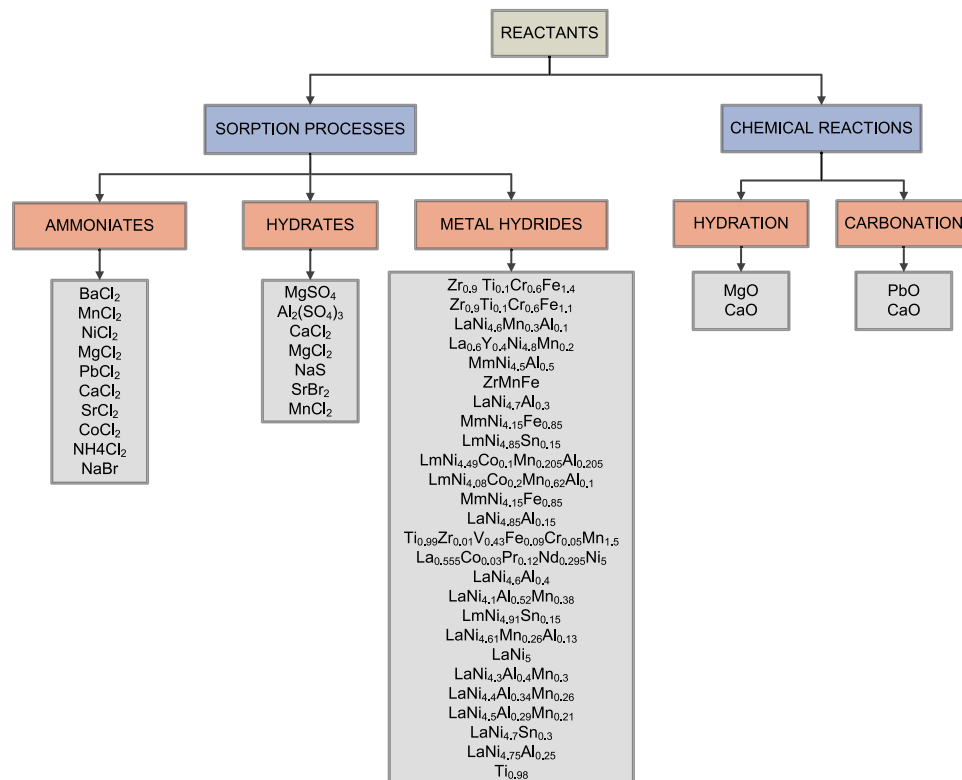 REACTANTS
SORPTION PROCESSES
CHEMICAL REACTIONS
AMMONIATES
HYDRATES
METAL HYDRIDES
HYDRATION
CARBONATION
BaCl₂
MnCl₂
NiCl₂
MgCl₂
PbCl₂
CaCl₂
SrCl₂
CoCl₂
NH4Cl₂
NaBr
MgSO₄
Al₂(SO₄)₃
CaCl₂
MgCl₂
NaS
SrBr₂
MnCl₂
Zr₀.₉ Ti₀.₁Cr₀.₆Fe₁.₄
Zr₀.₉Ti₀.₁Cr₀.₆Fe₁.₁
LaNi₄.₆Mn₀.₃Al₀.₁
La₀.₆Y₀.₄Ni₄.₈Mn₀.₂
MmNi₄.₅Al₀.₅
ZrMnFe
LaNi₄.₇Al₀.₃
MmNi₄.₁₅Fe₀.₈₅
LmNi₄.₈₅Sn₀.₁₅
LmNi₄.₄₉Co₀.₁Mn₀.₂₀₅Al₀.₂₀₅
LmNi₄.₀₈Co₀.₂Mn₀.₆₂Al₀.₁
MmNi₄.₁₅Fe₀.₈₅
LaNi₄.₈₅Al₀.₁₅
Ti₀.₉₉Zr₀.₀₁V₀.₄₃Fe₀.₀₉Cr₀.₀₅Mn₁.₅
La₀.₅₅₅Co₀.₀₃Pr₀.₁₂Nd₀.₂₉₅Ni₅
LaNi₄.₆Al₀.₄
LaNi₄.₁Al₀.₅₂Mn₀.₃₈
LmNi₄.₉₁Sn₀.₁₅
LaNi₄.₆₁Mn₀.₂₆Al₀.₁₃
LaNi₅
LaNi₄.₃Al₀.₄Mn₀.₃
LaNi₄.₄Al₀.₃₄Mn₀.₂₆
LaNi₄.₅Al₀.₂₉Mn₀.₂₁
LaNi₄.₇Sn₀.₃
LaNi₄.₇₅Al₀.₂₅
Ti₀.₉₈
MgO
CaO
PbO
CaO